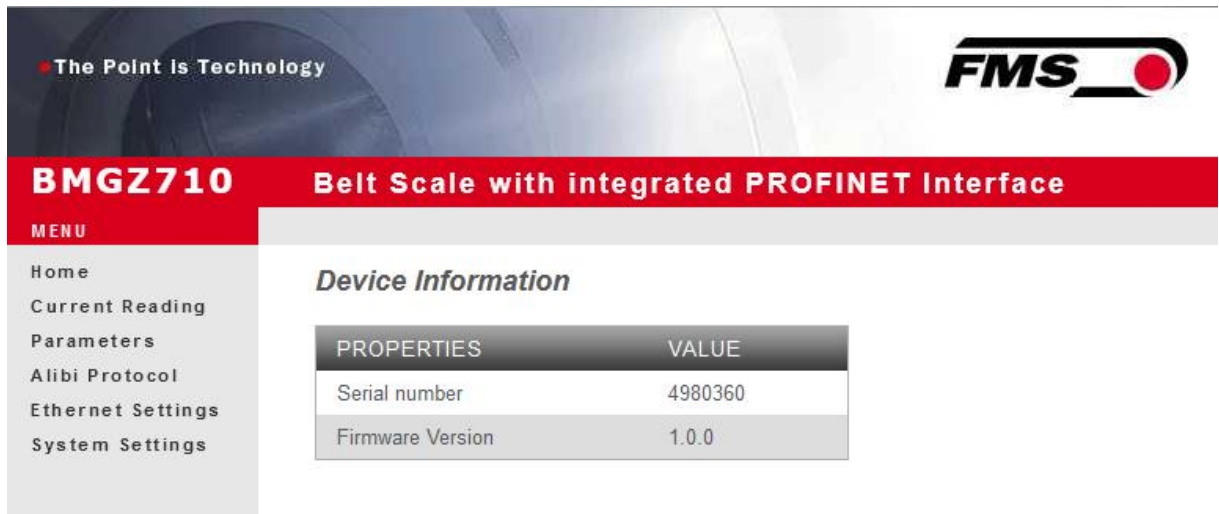 The Point is Technology
FMS
BMGZ710 Belt Scale with integrated PROFINET Interface
MENU
Home
Current Reading
Parameters
Alibi Protocol
Ethernet Settings
System Settings
Device Information
PROPERTIES VALUE
Serial number 4980360
Firmware Version 1.0.0